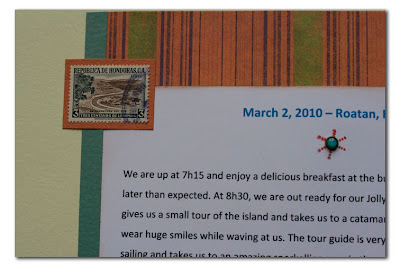 REPUBLICA DE HONDURAS, C.A.
3 3
March 2, 2010 – Roatan,
We are up at 7h15 and enjoy a delicious breakfast at the
later than expected. At 8h30, we are out ready for our Jolly
gives us a small tour of the island and takes us to a catama
wear huge smiles while waving at us. The tour guide is very
sailing and takes us to an amazing